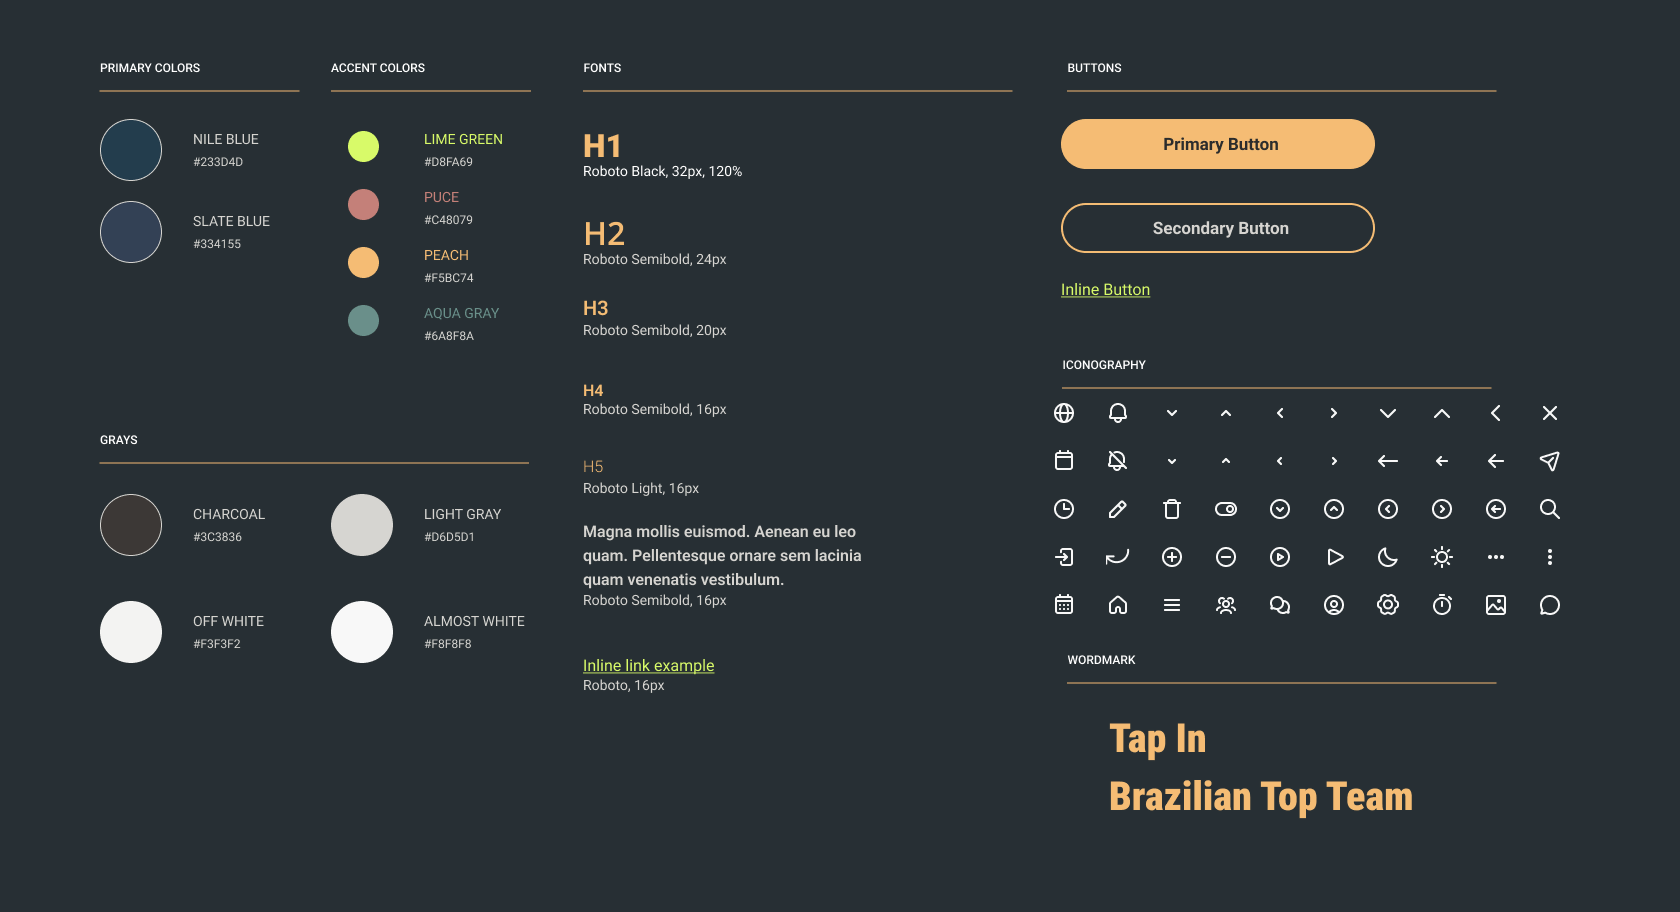 PRIMARY COLORS
NILE BLUE
#233D4D
SLATE BLUE
#334155
ACCENT COLORS
LIME GREEN
#D8FA69
PUCE
#C48079
PEACH
#F5BC74
AQUA GRAY
#6A8F8A
GRAYS
CHARCOAL
#3C3836
LIGHT GRAY
#D6D5D1
OFF WHITE
#F3F3F2
ALMOST WHITE
#F8F8F8
FONTS
H1
Roboto Black, 32px, 120%
H2
Roboto Semibold, 24px
H3
Roboto Semibold, 20px
H4
Roboto Semibold, 16px
H5
Roboto Light, 16px
Magna mollis euismod. Aenean eu leo
quam. Pellentesque ornare sem lacinia
quam venenatis vestibulum.
Roboto Semibold, 16px
Inline link example
Roboto, 16px
BUTTONS
Primary Button
Secondary Button
Inline Button
ICONOGRAPHY
WORDMARK
Tap In
Brazilian Top Team